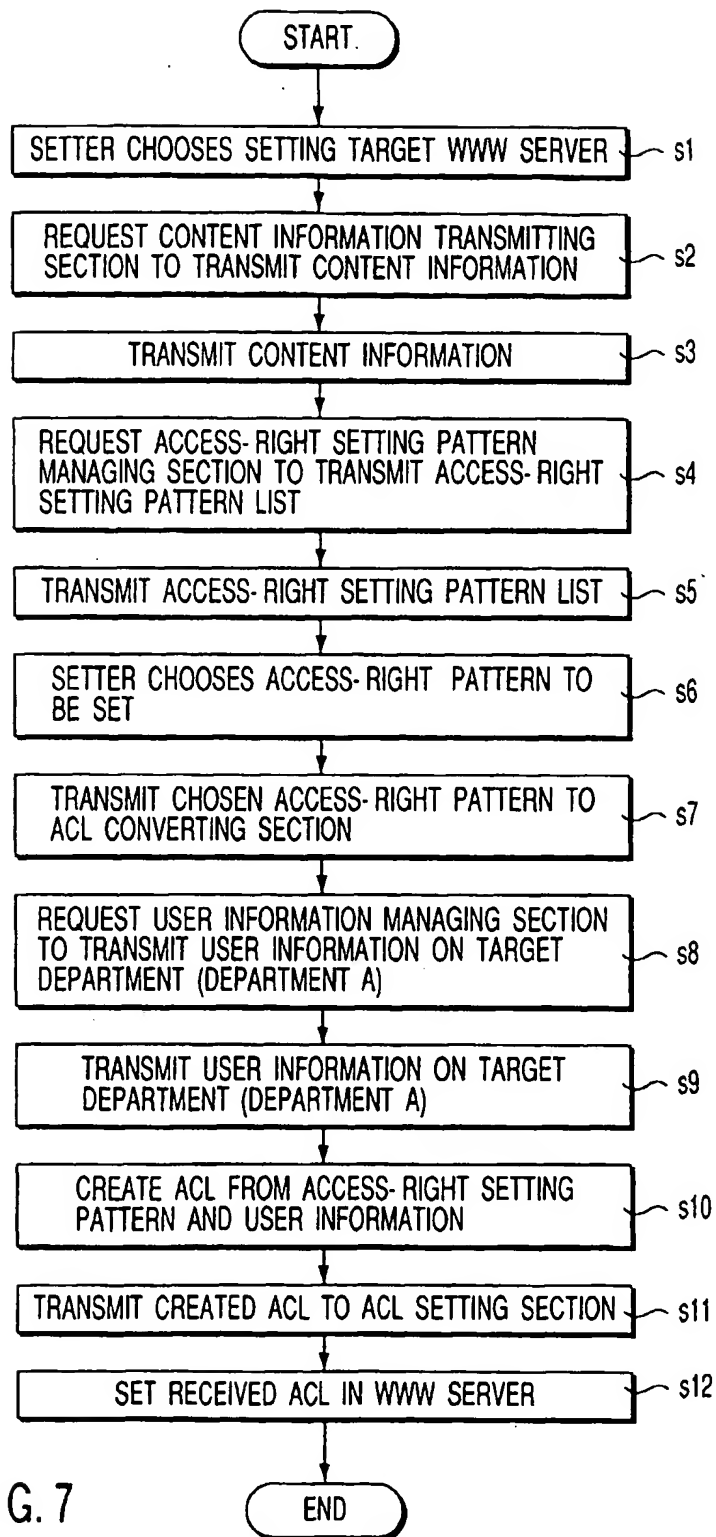 START.
SETTER CHOOSES SETTING TARGET WWW SERVER
s1
REQUEST CONTENT INFORMATION TRANSMITTING
SECTION TO TRANSMIT CONTENT INFORMATION
s2
TRANSMIT CONTENT INFORMATION
s3
REQUEST ACCESS-RIGHT SETTING PATTERN
MANAGING SECTION TO TRANSMIT ACCESS-RIGHT
SETTING PATTERN LIST
s4
TRANSMIT ACCESS-RIGHT SETTING PATTERN LIST
s5
SETTER CHOOSES ACCESS-RIGHT PATTERN TO
BE SET
s6
TRANSMIT CHOSEN ACCESS-RIGHT PATTERN TO
ACL CONVERTING SECTION
s7
REQUEST USER INFORMATION MANAGING SECTION
TO TRANSMIT USER INFORMATION ON TARGET
DEPARTMENT (DEPARTMENT A)
s8
TRANSMIT USER INFORMATION ON TARGET
DEPARTMENT (DEPARTMENT A)
s9
CREATE ACL FROM ACCESS-RIGHT SETTING
PATTERN AND USER INFORMATION
s10
TRANSMIT CREATED ACL TO ACL SETTING SECTION
s11
SET RECEIVED ACL IN WWW SERVER
s12
END
G. 7